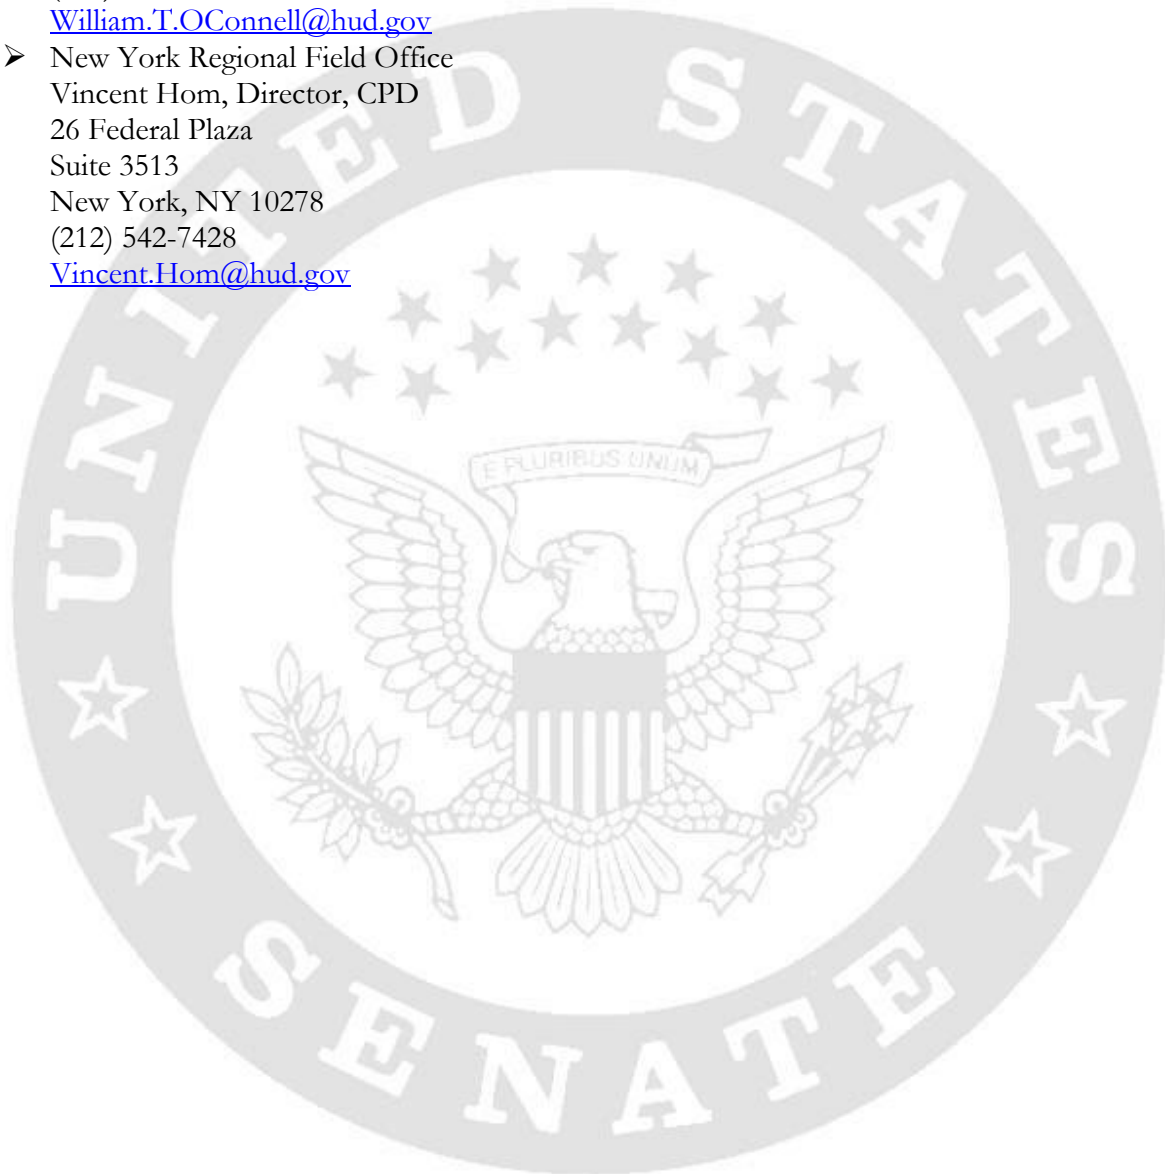 William.T.OConnell@hud.gov
➢ New York Regional Field Office
Vincent Hom, Director, CPD
26 Federal Plaza
Suite 3513
New York, NY 10278
(212) 542-7428
Vincent.Hom@hud.gov
UNITED STATES
E PLURIBUS UNUM
SENATE